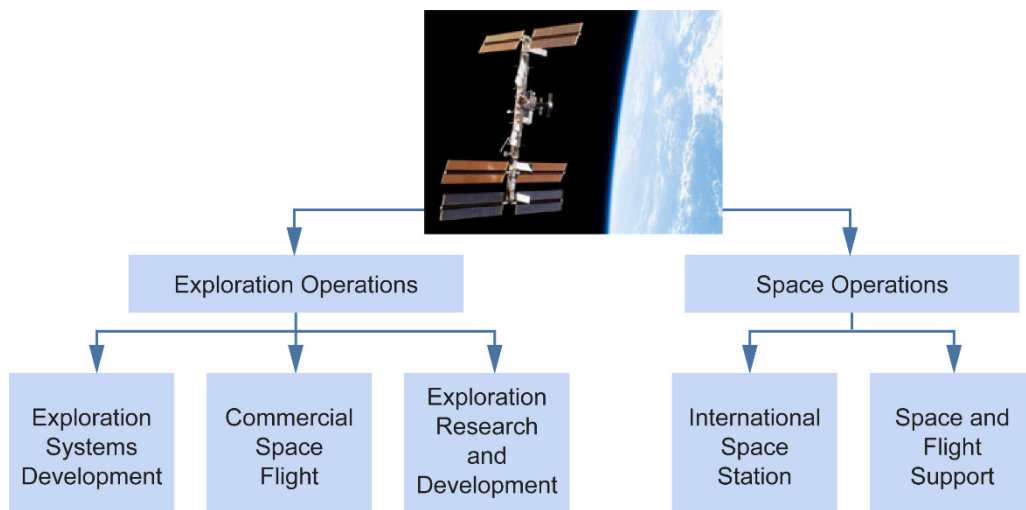 Exploration Operations
Space Operations
Exploration
Systems
Development
Commercial
Space
Flight
Exploration
Research
and
Development
International
Space
Station
Space and
Flight
Support